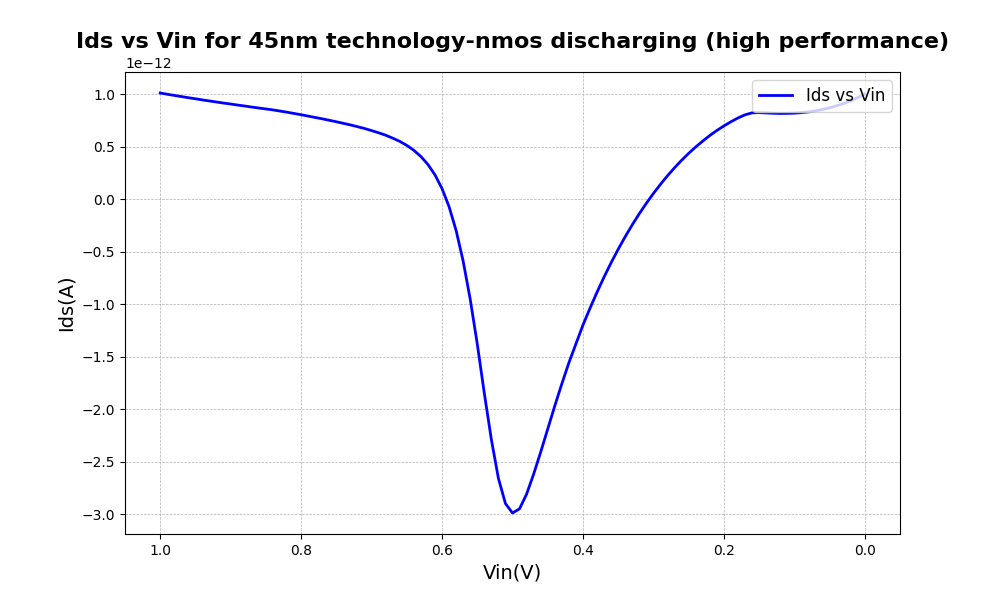 Ids vs Vin for 45nm technology-nmos discharging (high performance)
1e−12
Ids vs Vin
1.0
0.5
0.0
−0.5
−1.0
−1.5
−2.0
−2.5
−3.0
Ids(A)
1.0 0.8 0.6 0.4 0.2 0.0
Vin(V)